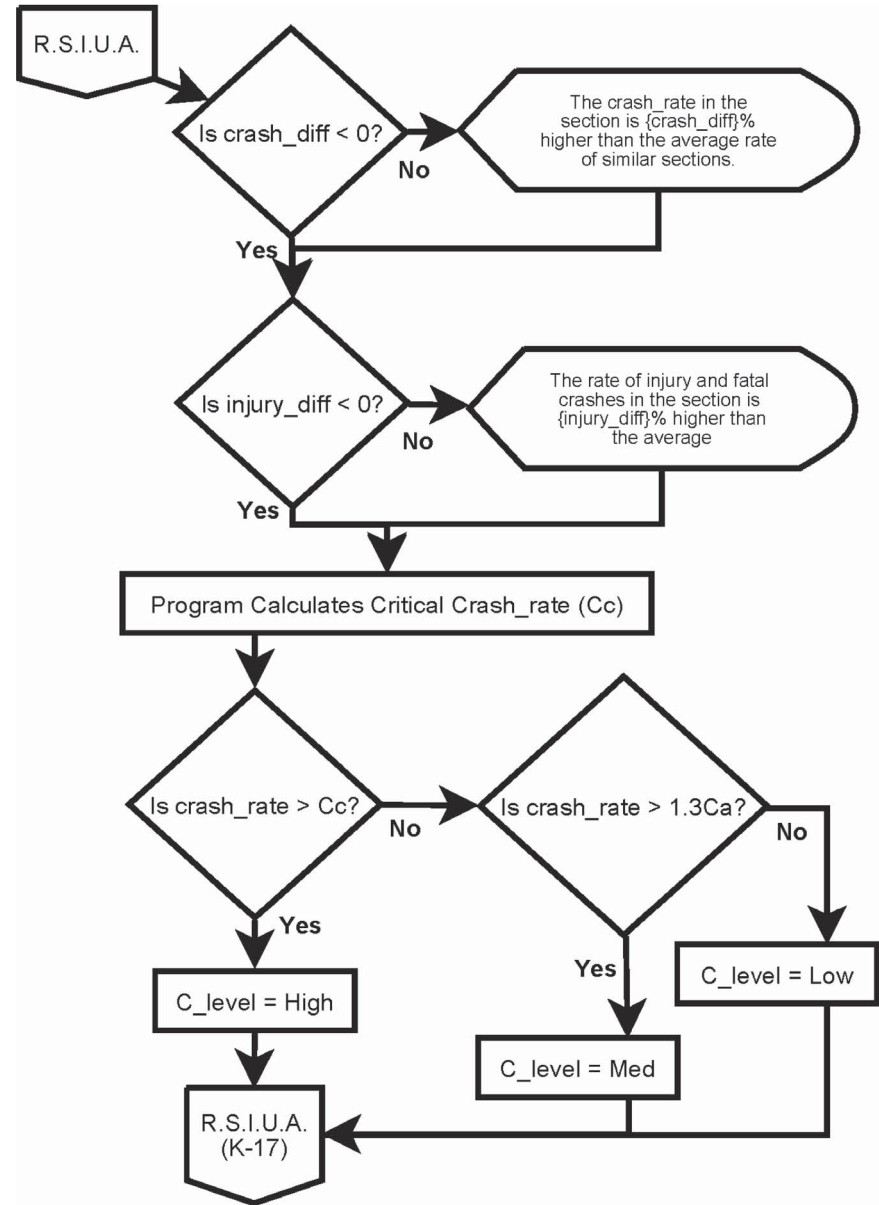 R.S.I.U.A.
Is crash_diff < 0?
No
The crash_rate in the
section is {crash_diff}%
higher than the average rate
of similar sections.
Yes
Is injury_diff < 0?
No
The rate of injury and fatal
crashes in the section is
{injury_diff}% higher than
the average
Yes
Program Calculates Critical Crash_rate (Cc)
Is crash_rate > Cc?
No
Is crash_rate > 1.3Ca?
No
Yes
Yes
C_level = High
C_level = Low
C_level = Med
R.S.I.U.A.
(K-17)